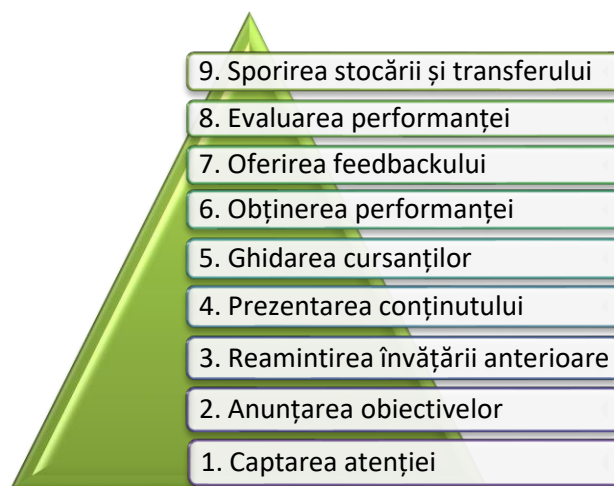 9. Sporirea stocării și transferului
8. Evaluarea performanței
7. Oferirea feedbackului
6. Obținerea performanței
5. Ghidarea cursanților
4. Prezentarea conținutului
3. Reamintirea învățării anterioare
2. Anunțarea obiectivelor
1. Captarea atenției